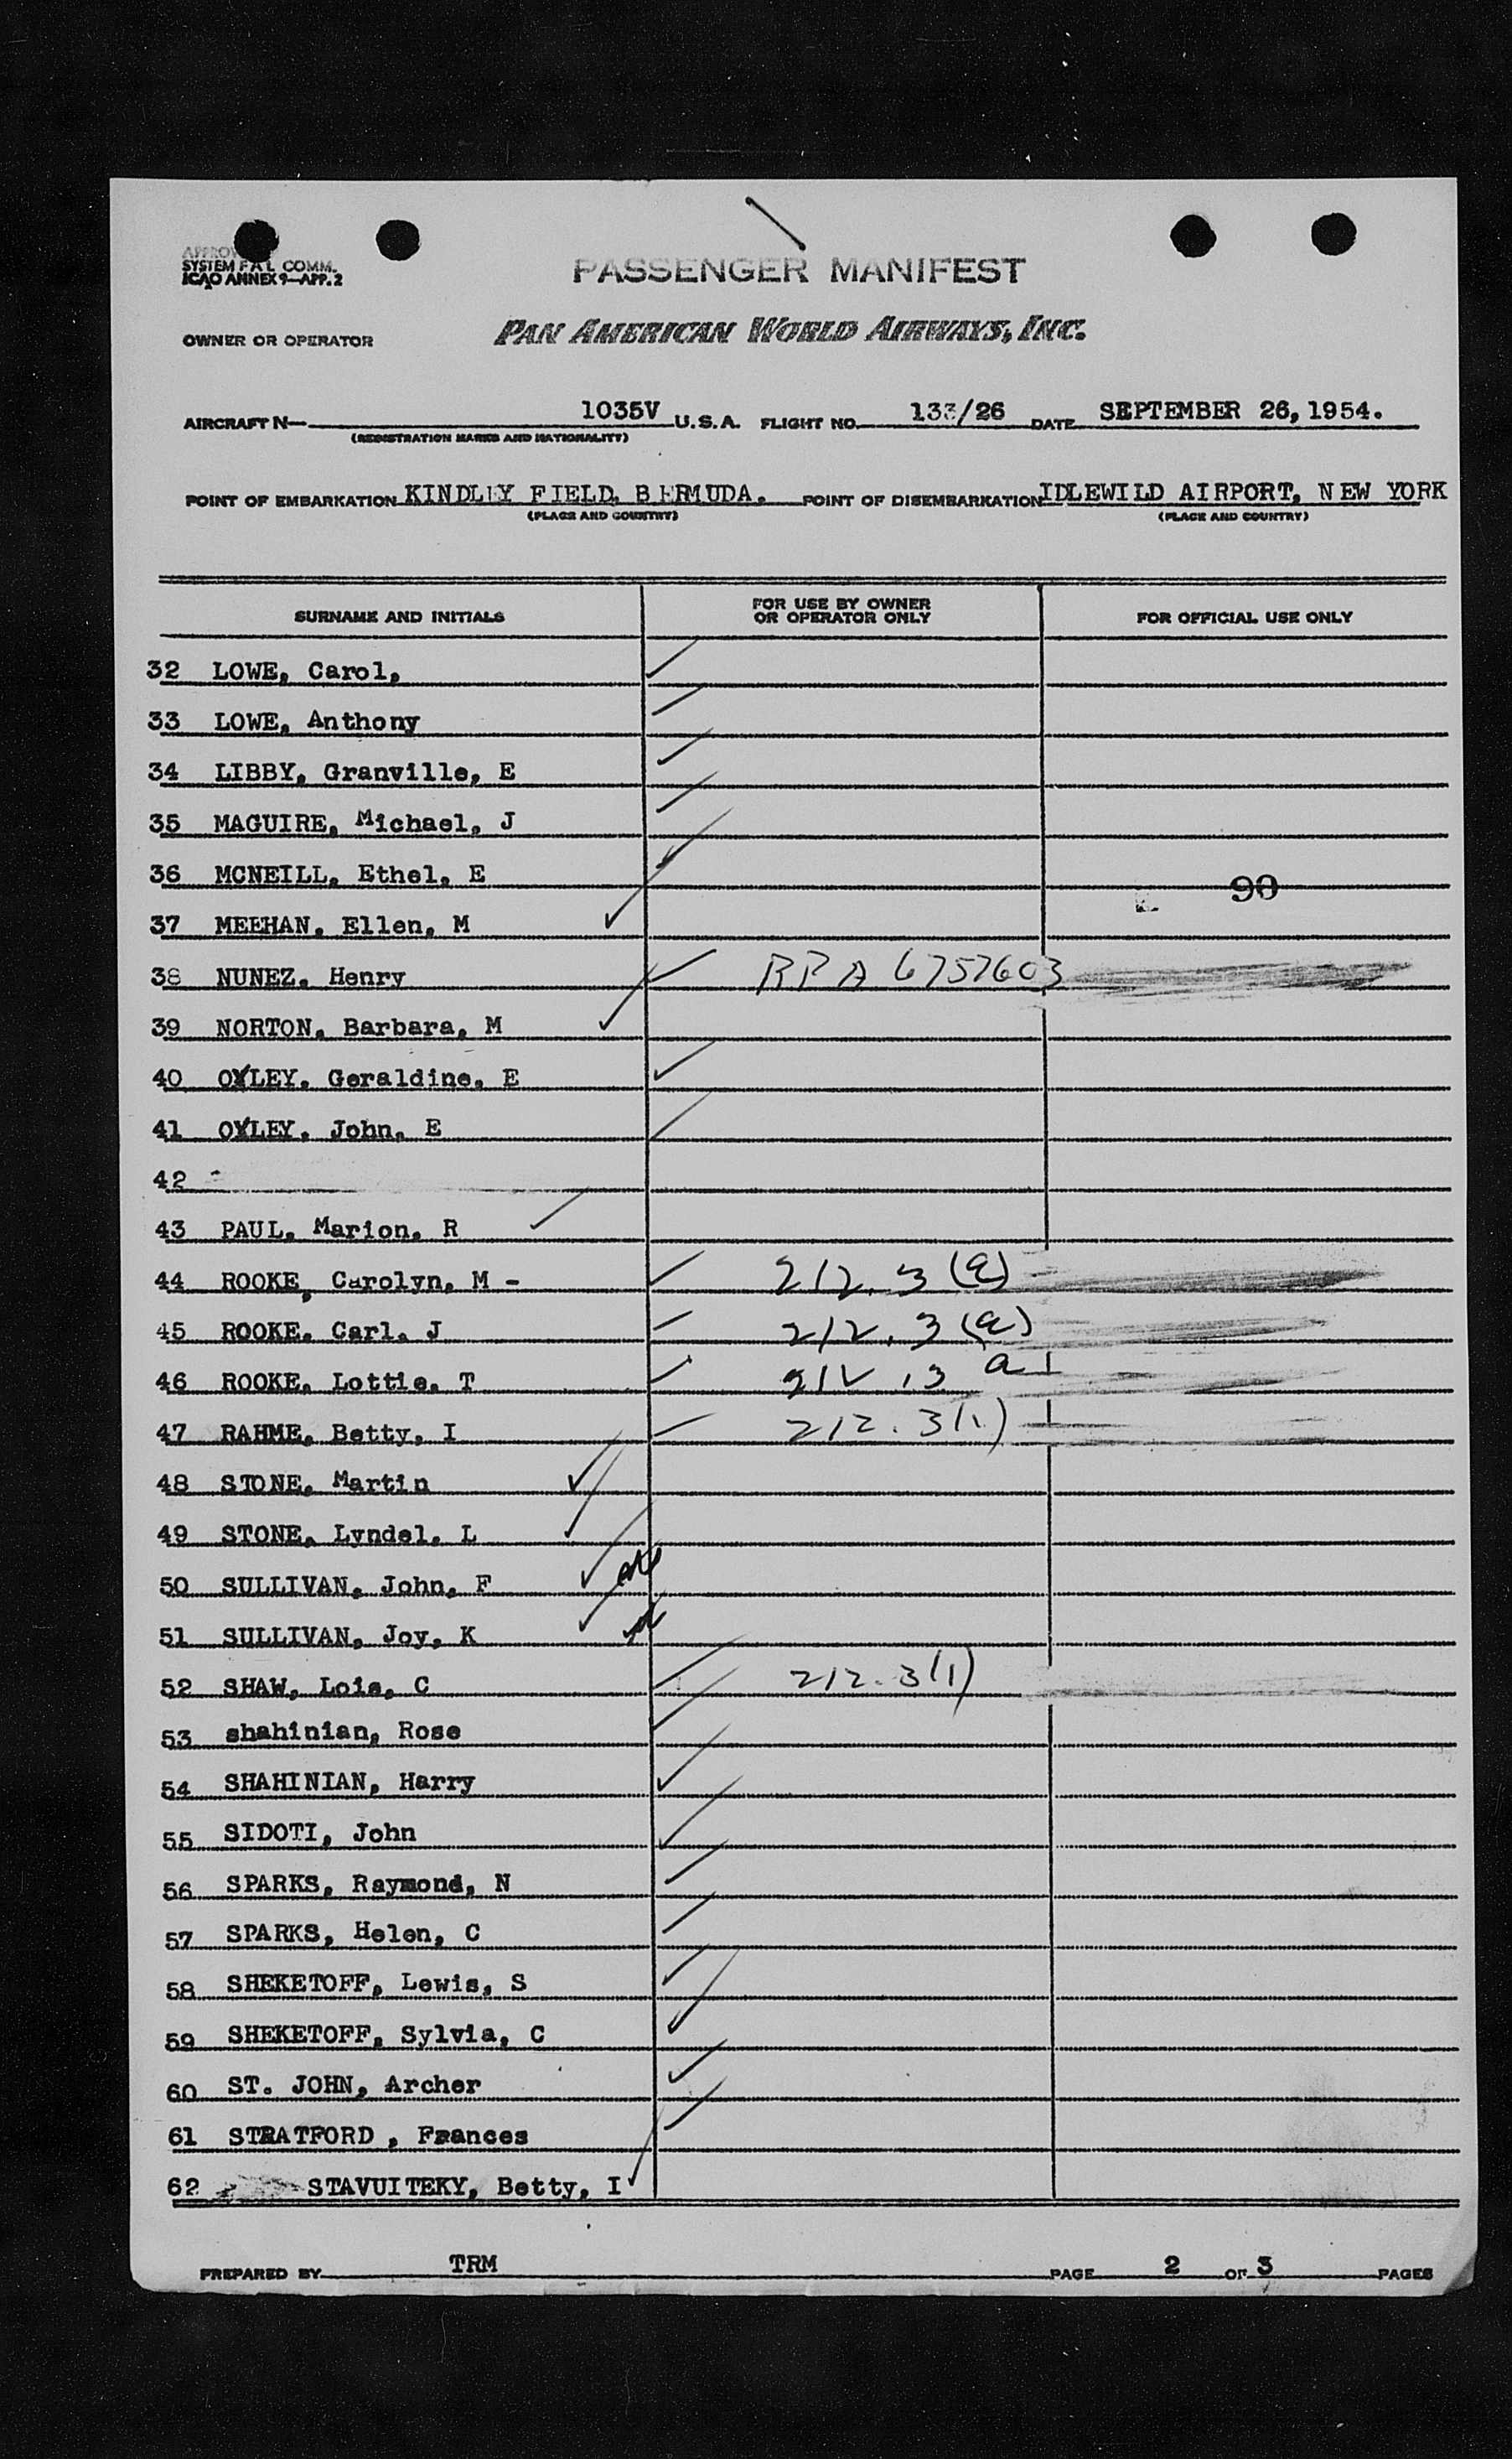 SYSTEM FAL COMM.
ICAO ANNEX 9—APP. 2
PASSENGER MANIFEST
OWNER OR OPERATOR PAN AMERICAN WORLD AIRWAYS, INC.
AIRCRAFT N— 1035V U.S.A. FLIGHT NO. 133/26 DATE SEPTEMBER 26, 1954.
(REGISTRATION MARKS AND NATIONALITY)
POINT OF EMBARKATION KINDLEY FIELD. BERMUDA. POINT OF DISEMBARKATION IDLEWILD AIRPORT, NEW YORK
(PLACE AND COUNTRY) (PLACE AND COUNTRY)
SURNAME AND INITIALS FOR USE BY OWNER OR OPERATOR ONLY FOR OFFICIAL USE ONLY
32 LOWE, Carol,
33 LOWE, Anthony
34 LIBBY, Granville, E
35 MAGUIRE, Michael, J
36 MCNEILL, Ethel, E
90
37 MEEHAN, Ellen, M
38 NUNEZ, Henry RPA 6757603
39 NORTON, Barbara, M
40 OXLEY, Geraldine, E
41 OXLEY, John, E
42
43 PAUL, Marion, R
44 ROOKE, Carolyn, M - 212.3 (a)
45 ROOKE, Carl, J 212.3 (a)
46 ROOKE, Lottie, T 212.3 a
47 RAHME, Betty, I 212.3(1)
48 STONE, Martin
49 STONE, Lyndel, L
50 SULLIVAN, John, F
51 SULLIVAN, Joy, K
52 SHAW, Lois, C 212.3(1)
53 shahinian, Rose
54 SHAHINIAN, Harry
55 SIDOTI, John
56 SPARKS, Raymond, N
57 SPARKS, Helen, C
58 SHEKETOFF, Lewis, S
59 SHEKETOFF, Sylvia, C
60 ST. JOHN, Archer
61 STRATFORD , Frances
62 STAVUITEKY, Betty, I
PREPARED BY TRM PAGE 2 OF 3 PAGES